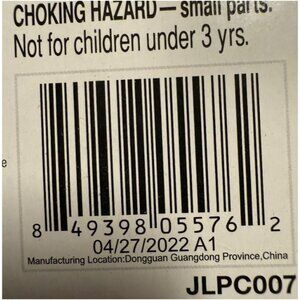 CHOKING HAZARD — small parts.
Not for children under 3 yrs.
e
8 49398 05576 2
04/27/2022 A1
Manufacturing Location:Dongguan Guangdong Province,China
JLPC007